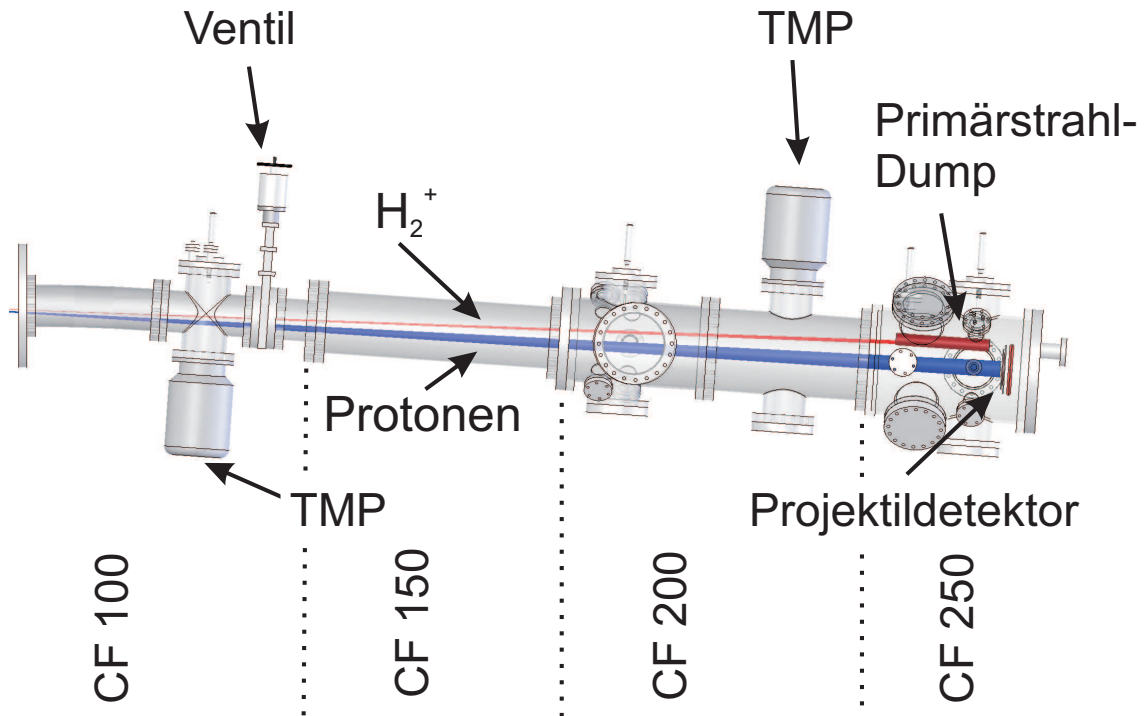 Ventil
TMP
Primärstrahl-
Dump
H₂⁺
Protonen
TMP
Projektildetektor
CF 100
CF 150
CF 200
CF 250